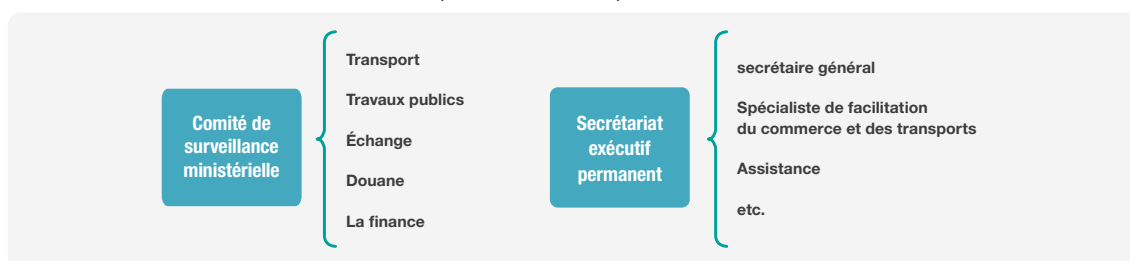 Comité de
surveillance
ministérielle
Transport
Travaux publics
Échange
Douane
La finance
Secrétariat
exécutif
permanent
secrétaire général
Spécialiste de facilitation
du commerce et des transports
Assistance
etc.